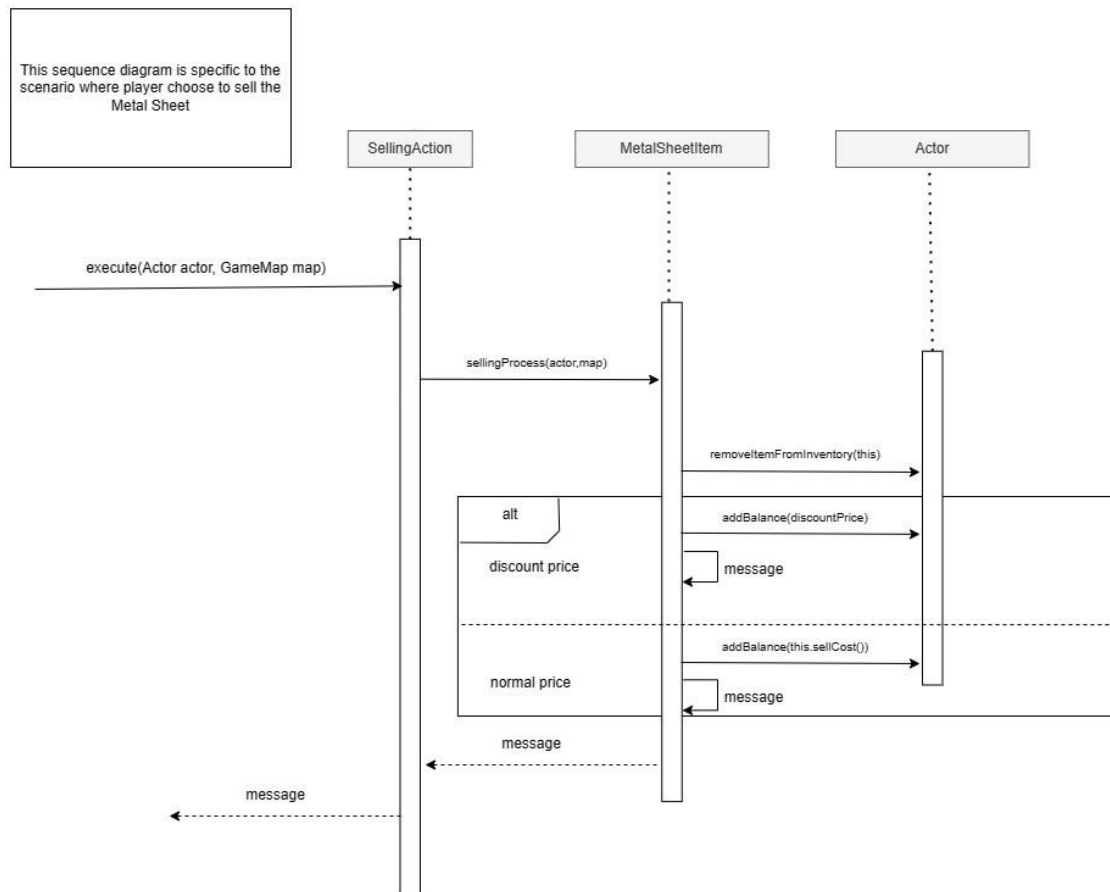 This sequence diagram is specific to the
scenario where player choose to sell the
Metal Sheet
SellingAction
MetalSheetItem
Actor
execute(Actor actor, GameMap map)
sellingProcess(actor,map)
removeItemFromInventory(this)
alt
addBalance(discountPrice)
discount price
message
addBalance(this.sellCost())
normal price
message
message
message